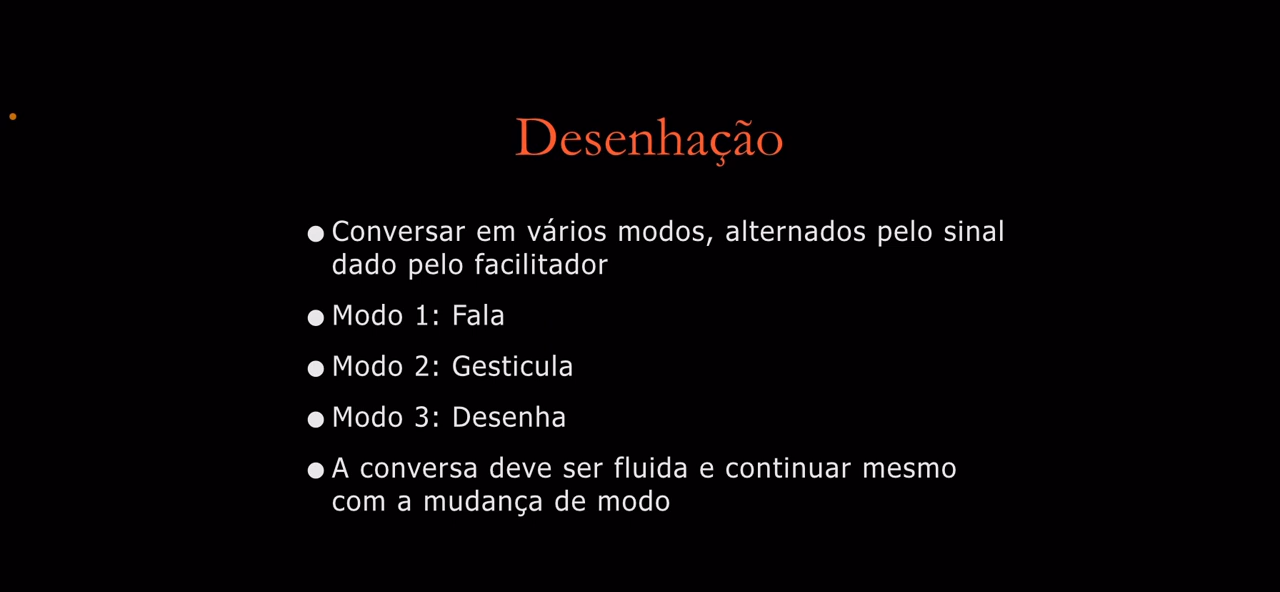 Desenhação
● Conversar em vários modos, alternados pelo sinal
dado pelo facilitador
● Modo 1: Fala
● Modo 2: Gesticula
● Modo 3: Desenha
● A conversa deve ser fluida e continuar mesmo
com a mudança de modo